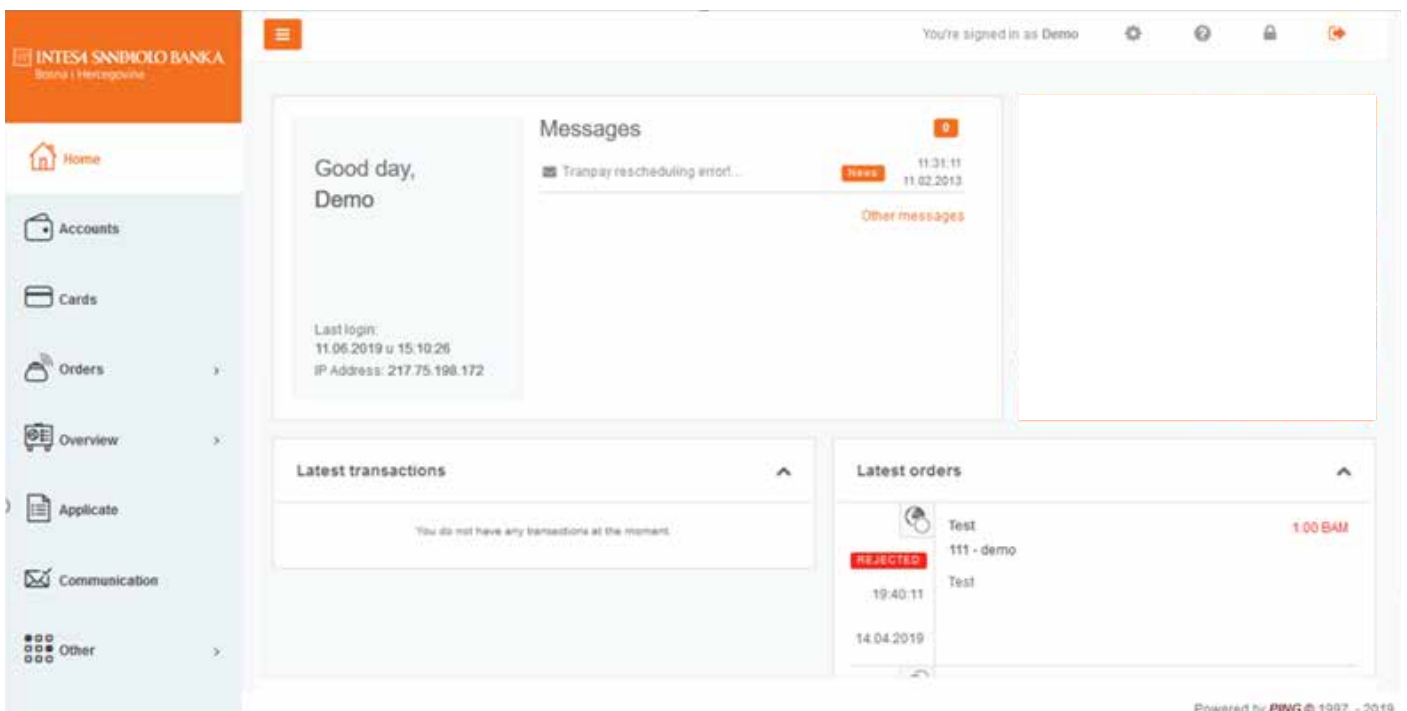 INTESA SANPAOLO BANKA
Bosna i Hercegovina
You're signed in as Demo
Home
Accounts
Cards
Orders
Overview
Applicate
Communication
Other
Good day,
Demo
Last login:
11.06.2019 u 15:10:26
IP Address: 217.75.198.172
Messages
0
Tranpay rescheduling error!...
News
11:31:11
11.02.2013
Other messages
Latest transactions
You do not have any transactions at the moment.
Latest orders
REJECTED
19:40:11
14.04.2019
Test
111 - demo
Test
1.00 BAM
Powered by PING © 1997. - 2019